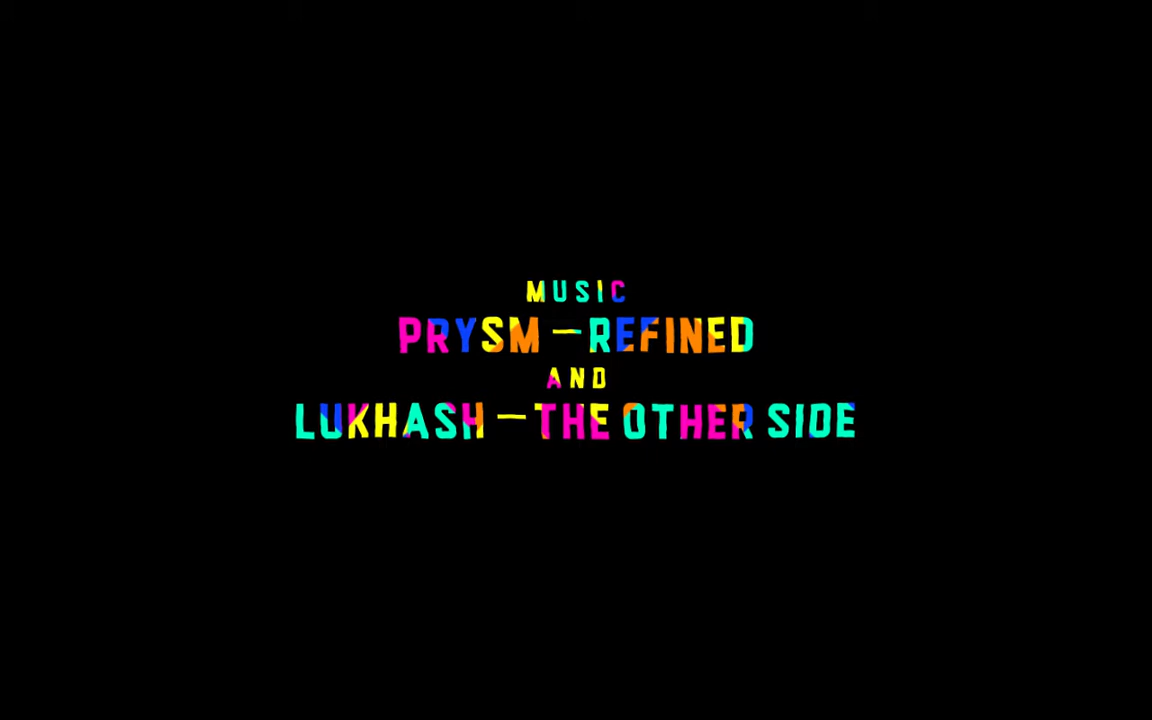 MUSIC
PRYSM — REFINED
AND
LUKHASH — THE OTHER SIDE